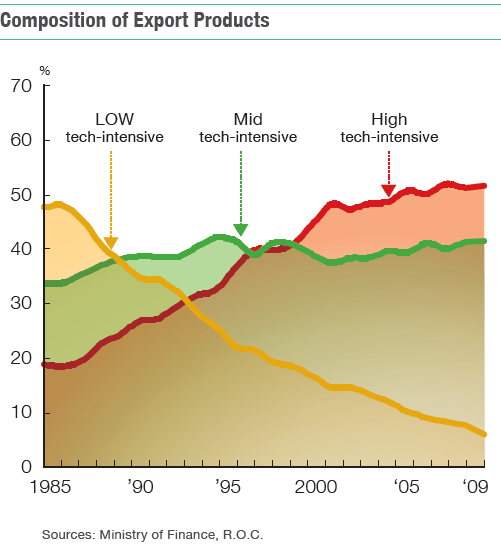 Composition of Export Products
%
70
60
50
40
30
20
10
0
LOW
tech-intensive
Mid
tech-intensive
High
tech-intensive
1985 ’90 ’95 2000 ‘05 ‘09
Sources: Ministry of Finance, R.O.C.